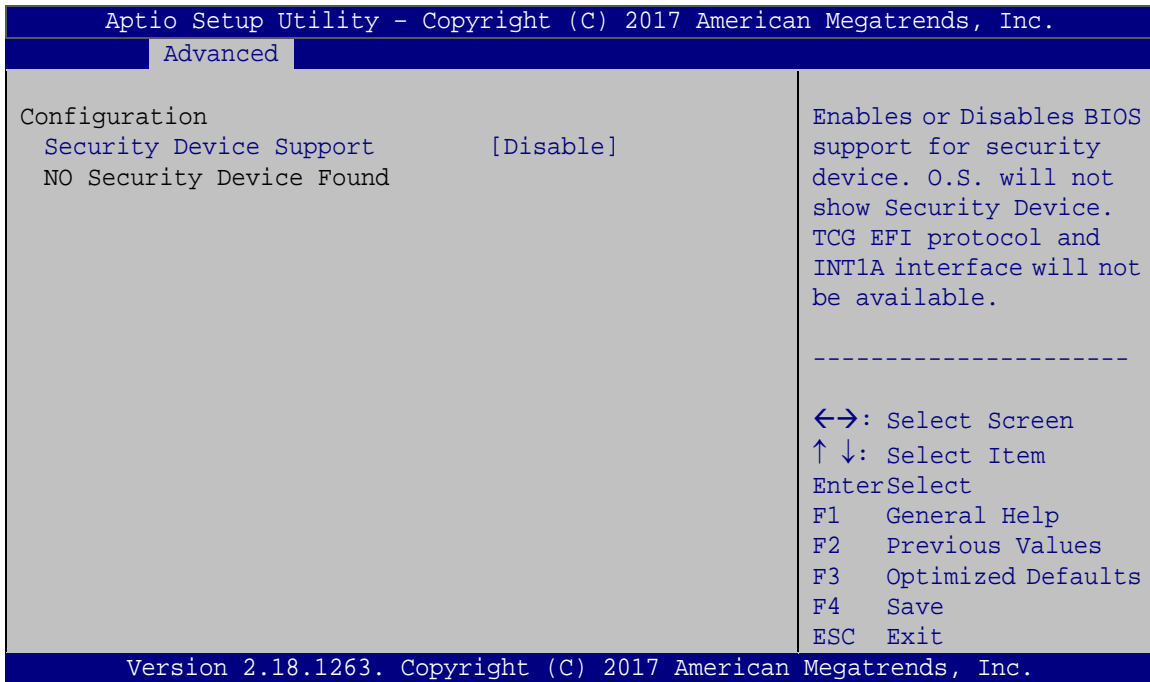 Aptio Setup Utility – Copyright (C) 2017 American Megatrends, Inc.
Advanced
Configuration
Security Device Support [Disable]
NO Security Device Found
Enables or Disables BIOS
support for security
device. O.S. will not
show Security Device.
TCG EFI protocol and
INT1A interface will not
be available.
----------------------
←→: Select Screen
↑ ↓: Select Item
EnterSelect
F1 General Help
F2 Previous Values
F3 Optimized Defaults
F4 Save
ESC Exit
Version 2.18.1263. Copyright (C) 2017 American Megatrends, Inc.